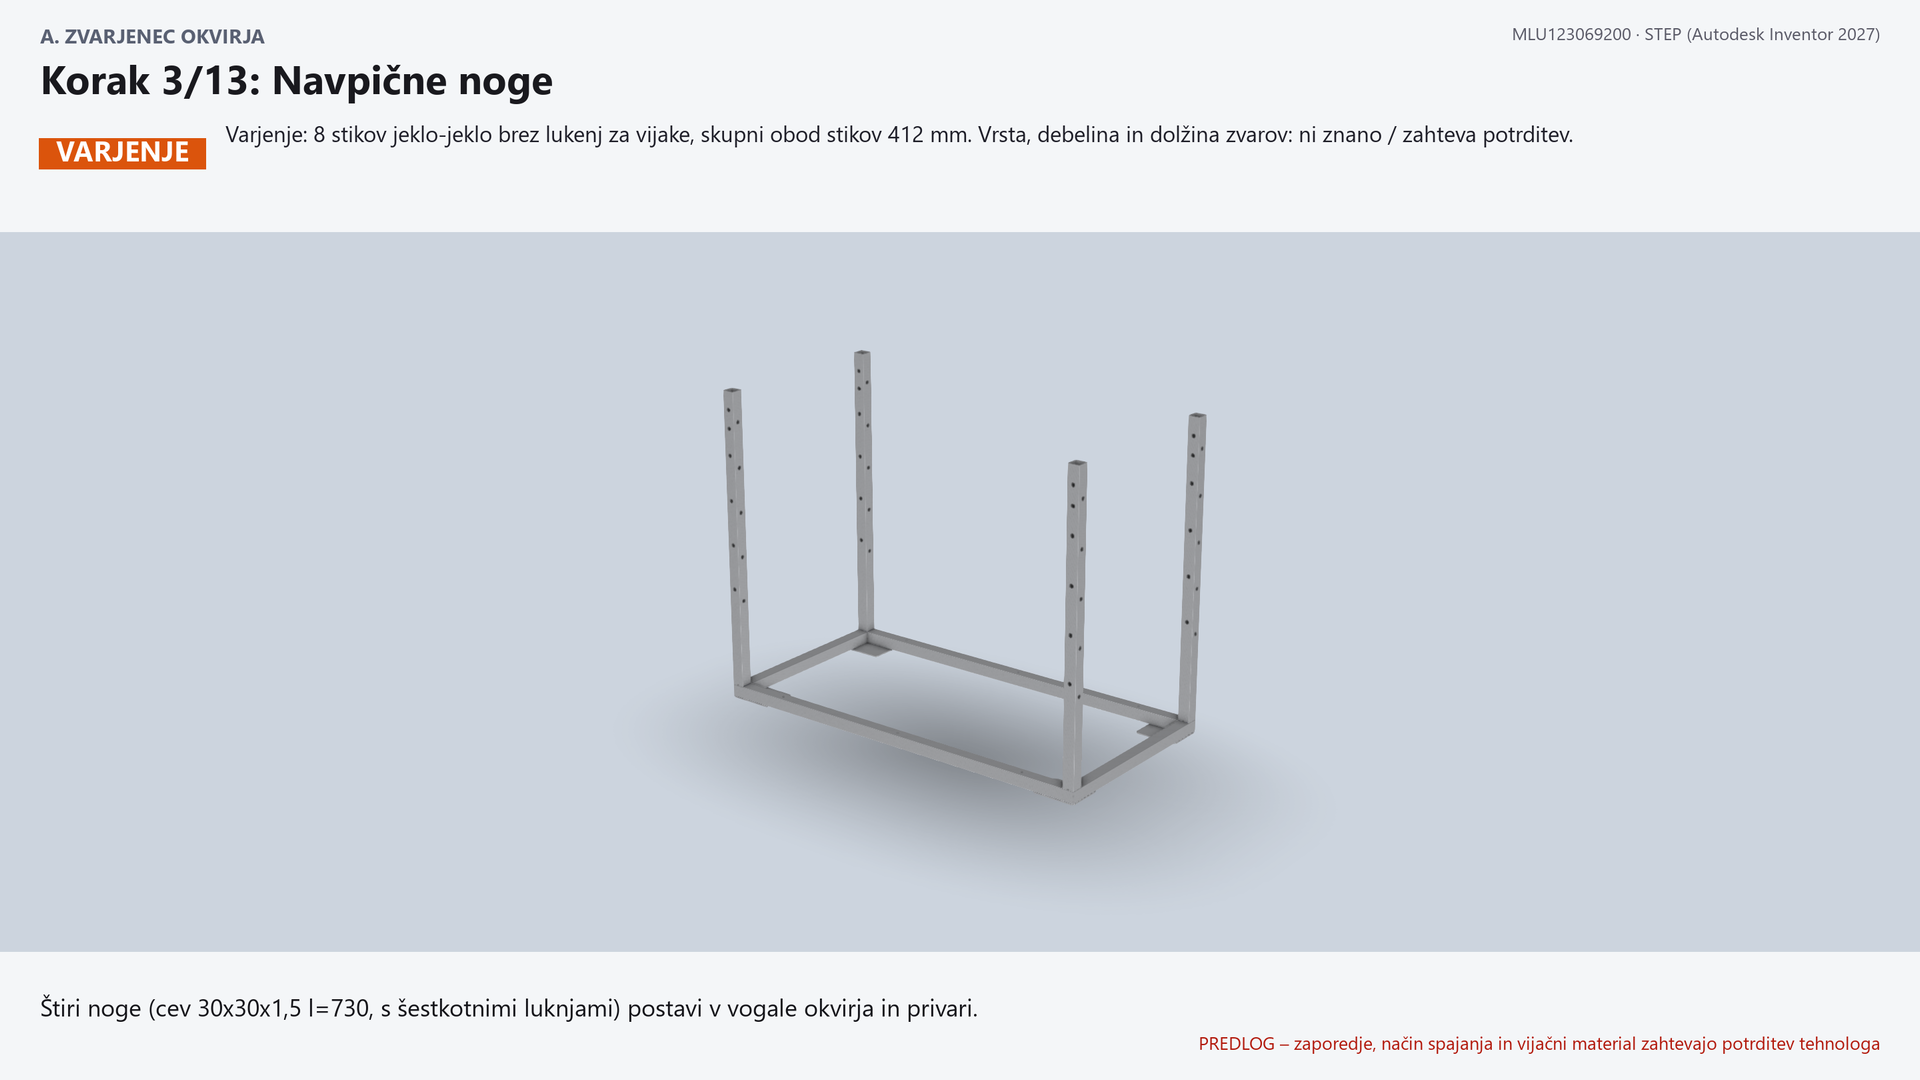 A. ZVARJENEC OKVIRJA
MLU123069200 · STEP (Autodesk Inventor 2027)
Korak 3/13: Navpične noge
VARJENJE
Varjenje: 8 stikov jeklo-jeklo brez lukenj za vijake, skupni obod stikov 412 mm. Vrsta, debelina in dolžina zvarov: ni znano / zahteva potrditev.
Štiri noge (cev 30x30x1,5 l=730, s šestkotnimi luknjami) postavi v vogale okvirja in privari.
PREDLOG – zaporedje, način spajanja in vijačni material zahtevajo potrditev tehnologa